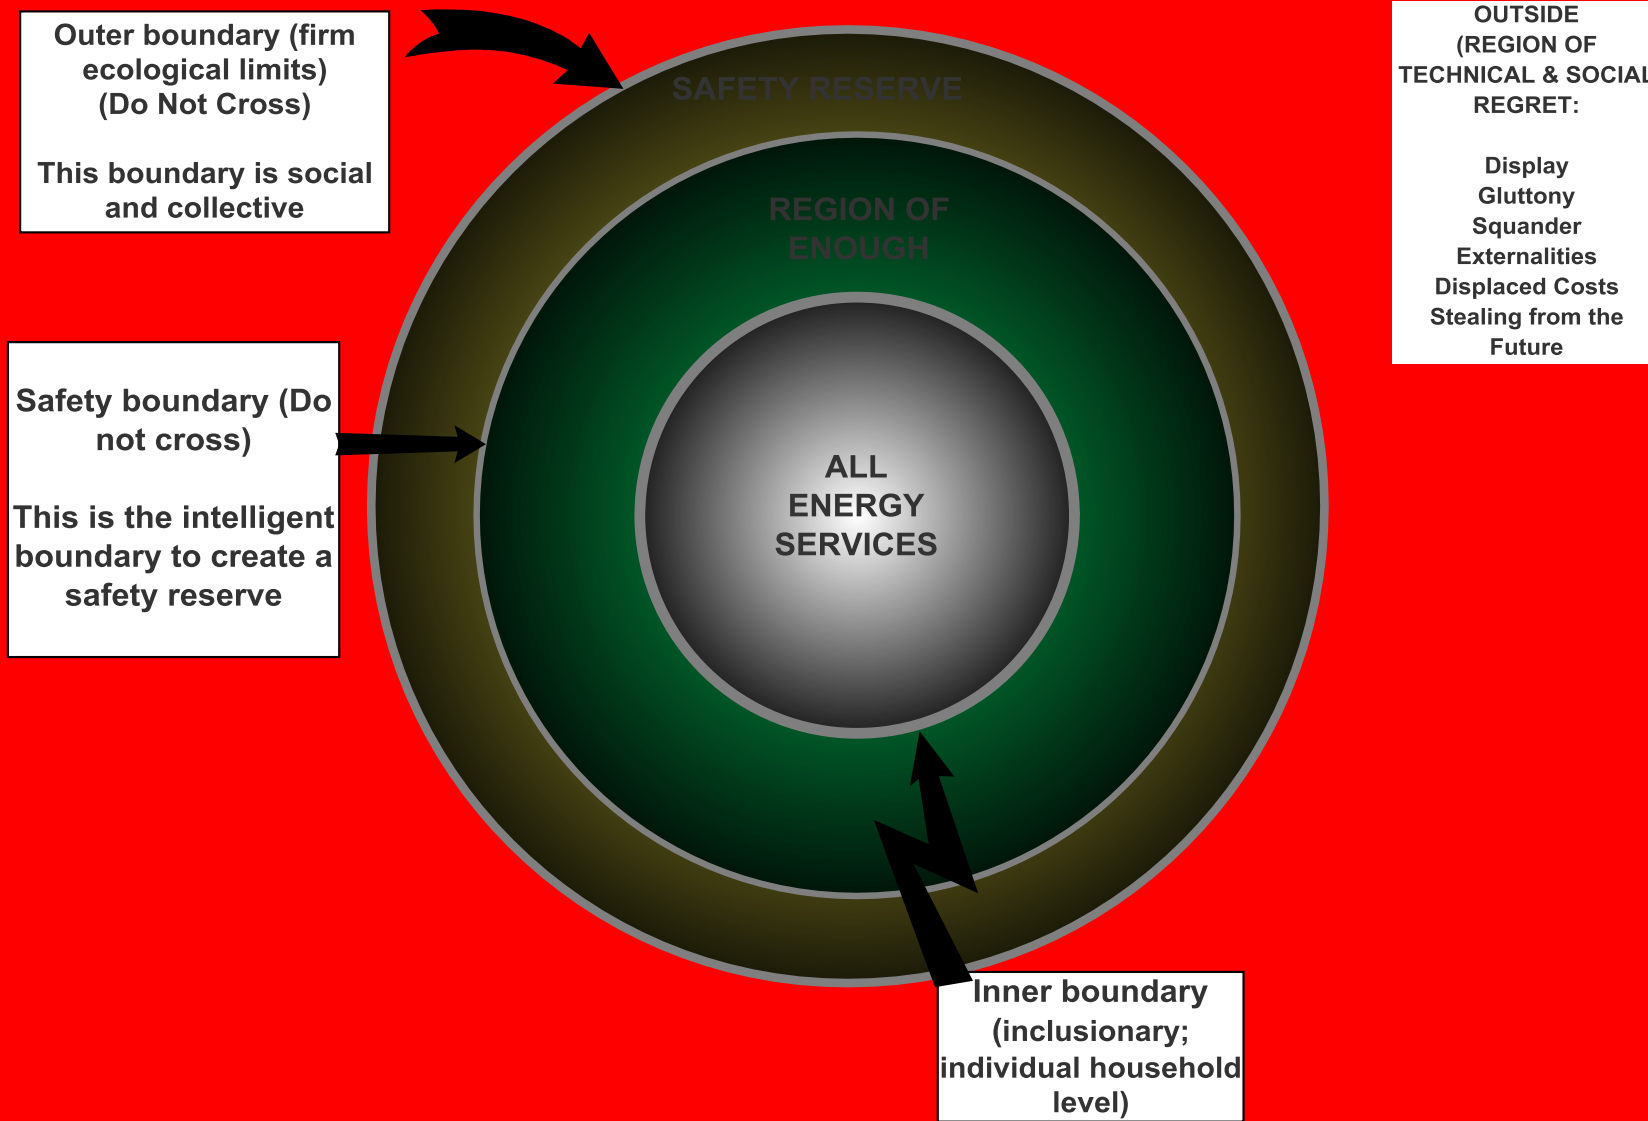 Outer boundary (firm
ecological limits)
(Do Not Cross)
This boundary is social
and collective
SAFETY RESERVE
REGION OF
ENOUGH
ALL
ENERGY
SERVICES
Safety boundary (Do
not cross)
This is the intelligent
boundary to create a
safety reserve
Inner boundary
(inclusionary;
individual household
level)
OUTSIDE
(REGION OF
TECHNICAL & SOCIAL
REGRET:
Display
Gluttony
Squander
Externalities
Displaced Costs
Stealing from the
Future